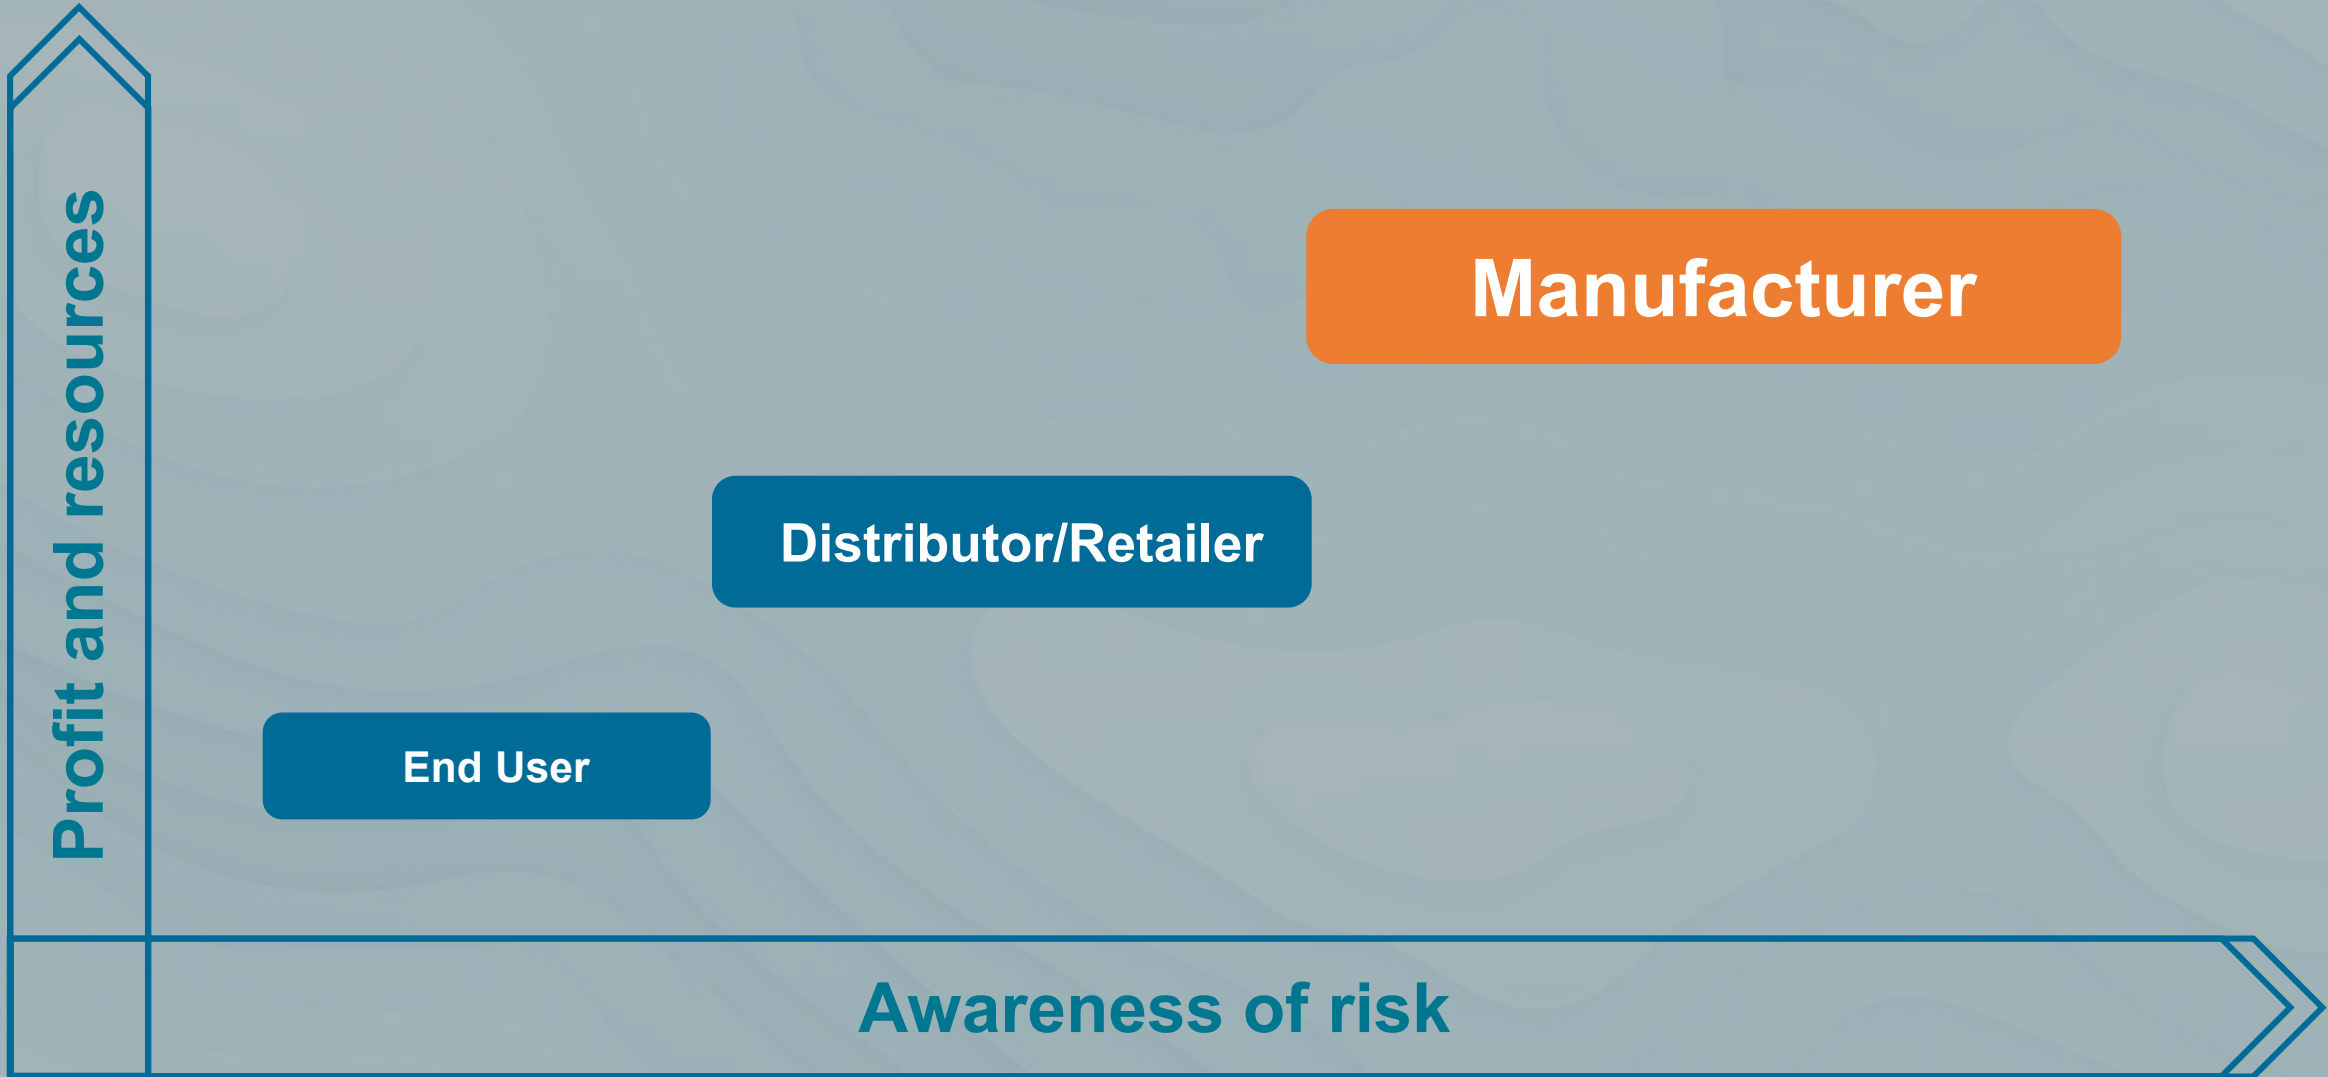 Profit and resources
Manufacturer
Distributor/Retailer
End User
Awareness of risk